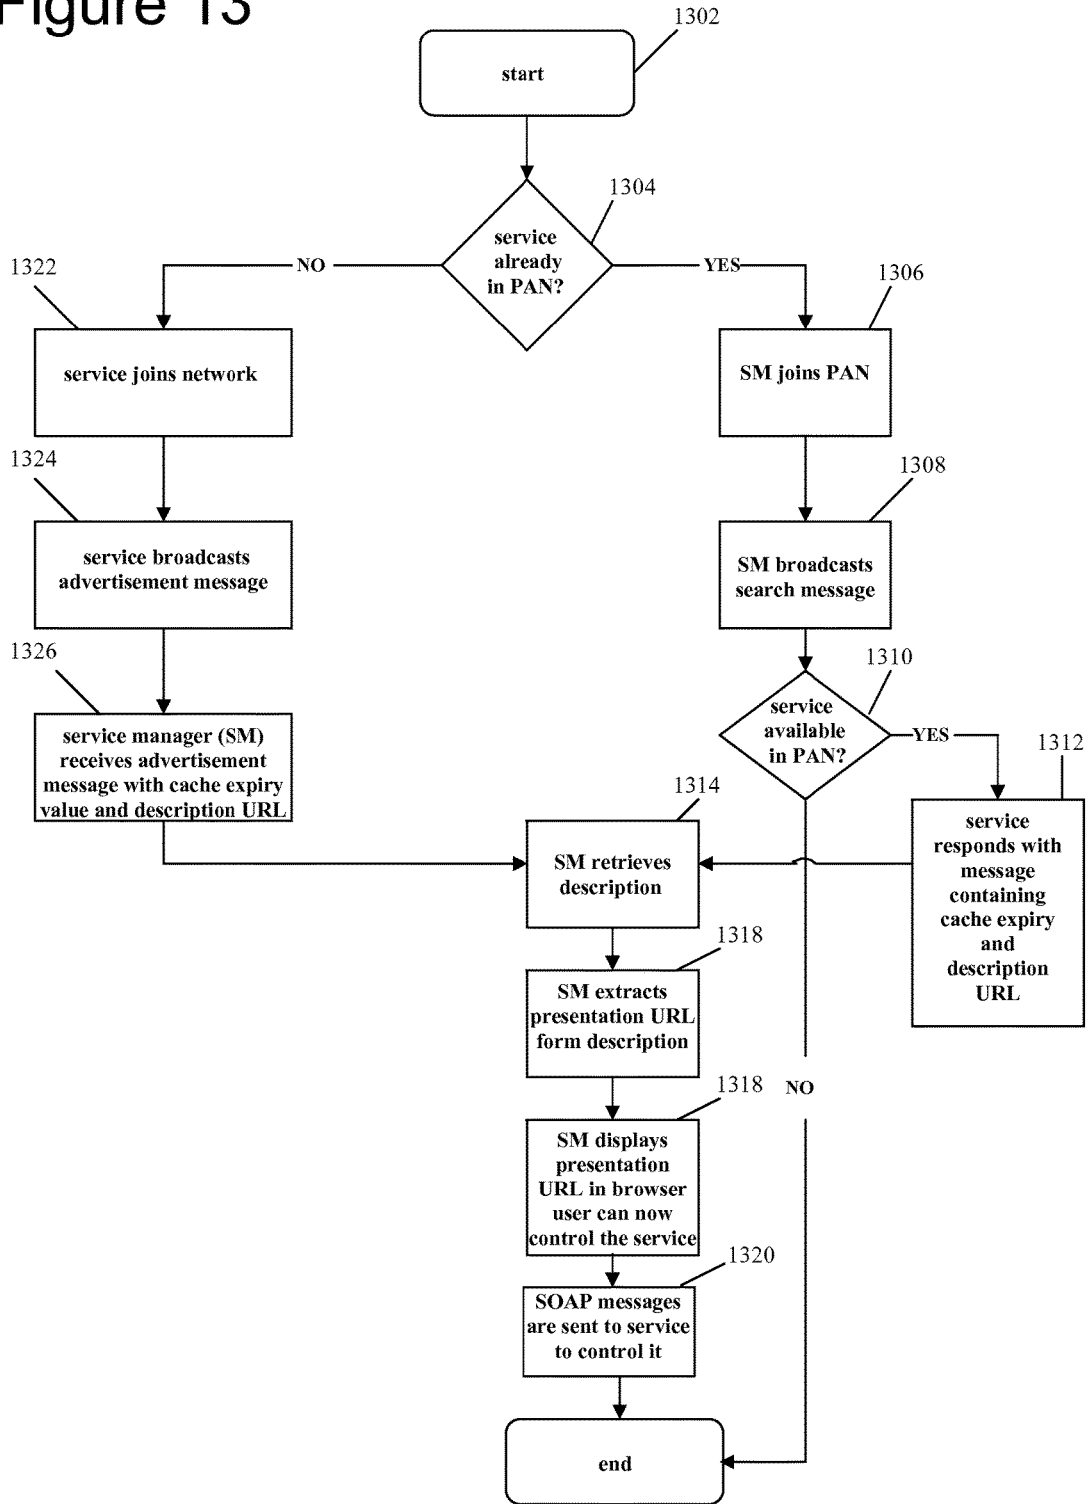 Figure 13
1302
start
1304
service
already
in PAN?
NO
YES
1322
1306
service joins network
SM joins PAN
1324
1308
service broadcasts
advertisement message
SM broadcasts
search message
1326
1310
service manager (SM)
receives advertisement
message with cache expiry
value and description URL
service
available
in PAN?
YES
1312
1314
SM retrieves
description
service
responds with
message
containing
cache expiry
and
description
URL
1318
SM extracts
presentation URL
form description
1318
NO
SM displays
presentation
URL in browser
user can now
control the service
1320
SOAP messages
are sent to service
to control it
end